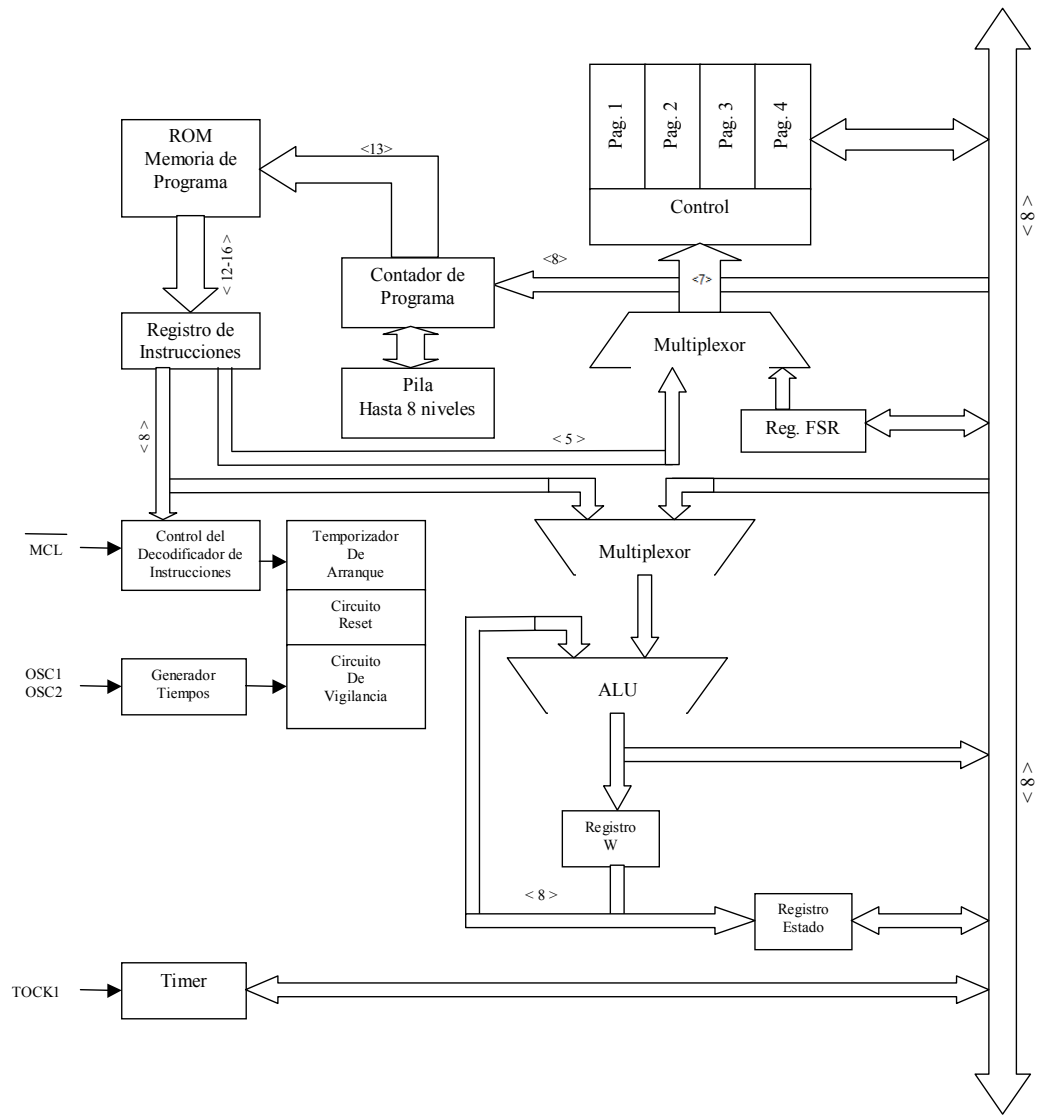 Pag. 1
Pag. 2
Pag. 3
Pag. 4
Control
ROM
Memoria de
Programa
<13>
< 8 >
< 12-16 >
<8>
<7>
Contador de
Programa
Registro de
Instrucciones
Multiplexor
Pila
Hasta 8 niveles
Reg. FSR
< 5 >
< 8 >
MCL
Control del
Decodificador de
Instrucciones
Temporizador
De
Arranque
Multiplexor
Circuito
Reset
OSC1
OSC2
Generador
Tiempos
Circuito
De
Vigilancia
ALU
< 8 >
Registro
W
< 8 >
Registro
Estado
TOCK1
Timer